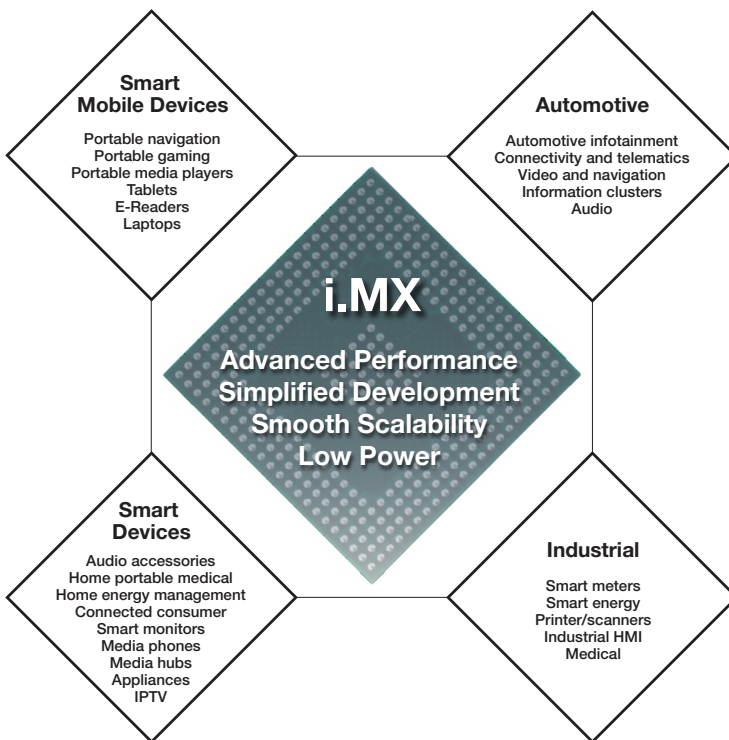 Smart
Mobile Devices
Portable navigation
Portable gaming
Portable media players
Tablets
E-Readers
Laptops
Automotive
Automotive infotainment
Connectivity and telematics
Video and navigation
Information clusters
Audio
i.MX
Advanced Performance
Simplified Development
Smooth Scalability
Low Power
Smart
Devices
Audio accessories
Home portable medical
Home energy management
Connected consumer
Smart monitors
Media phones
Media hubs
Appliances
IPTV
Industrial
Smart meters
Smart energy
Printer/scanners
Industrial HMI
Medical